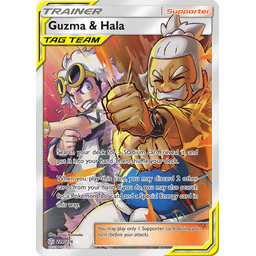 TRAINER
Supporter
Guzma & Hala
TAG TEAM
Search your deck for a Stadium card, reveal it, and
put it into your hand. Then, shuffle your deck.
When you play this card, you may discard 2 other
cards from your hand. If you do, you may also search
for a Pokémon Tool card and a Special Energy card in
this way.
You may play only 1 Supporter card during your
turn (before your attack).